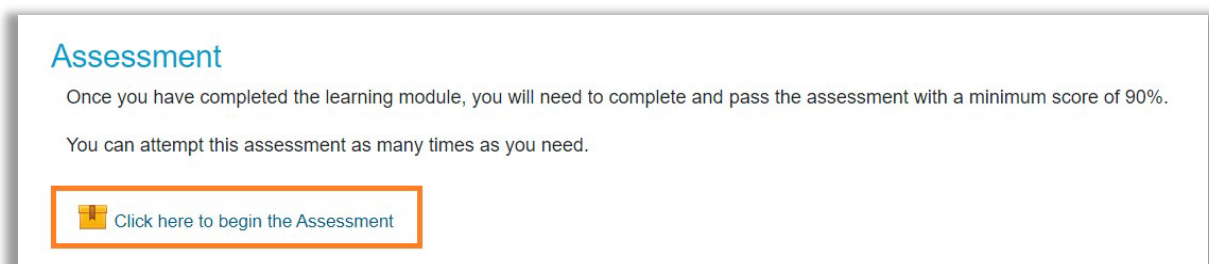 Assessment
Once you have completed the learning module, you will need to complete and pass the assessment with a minimum score of 90%.
You can attempt this assessment as many times as you need.
Click here to begin the Assessment